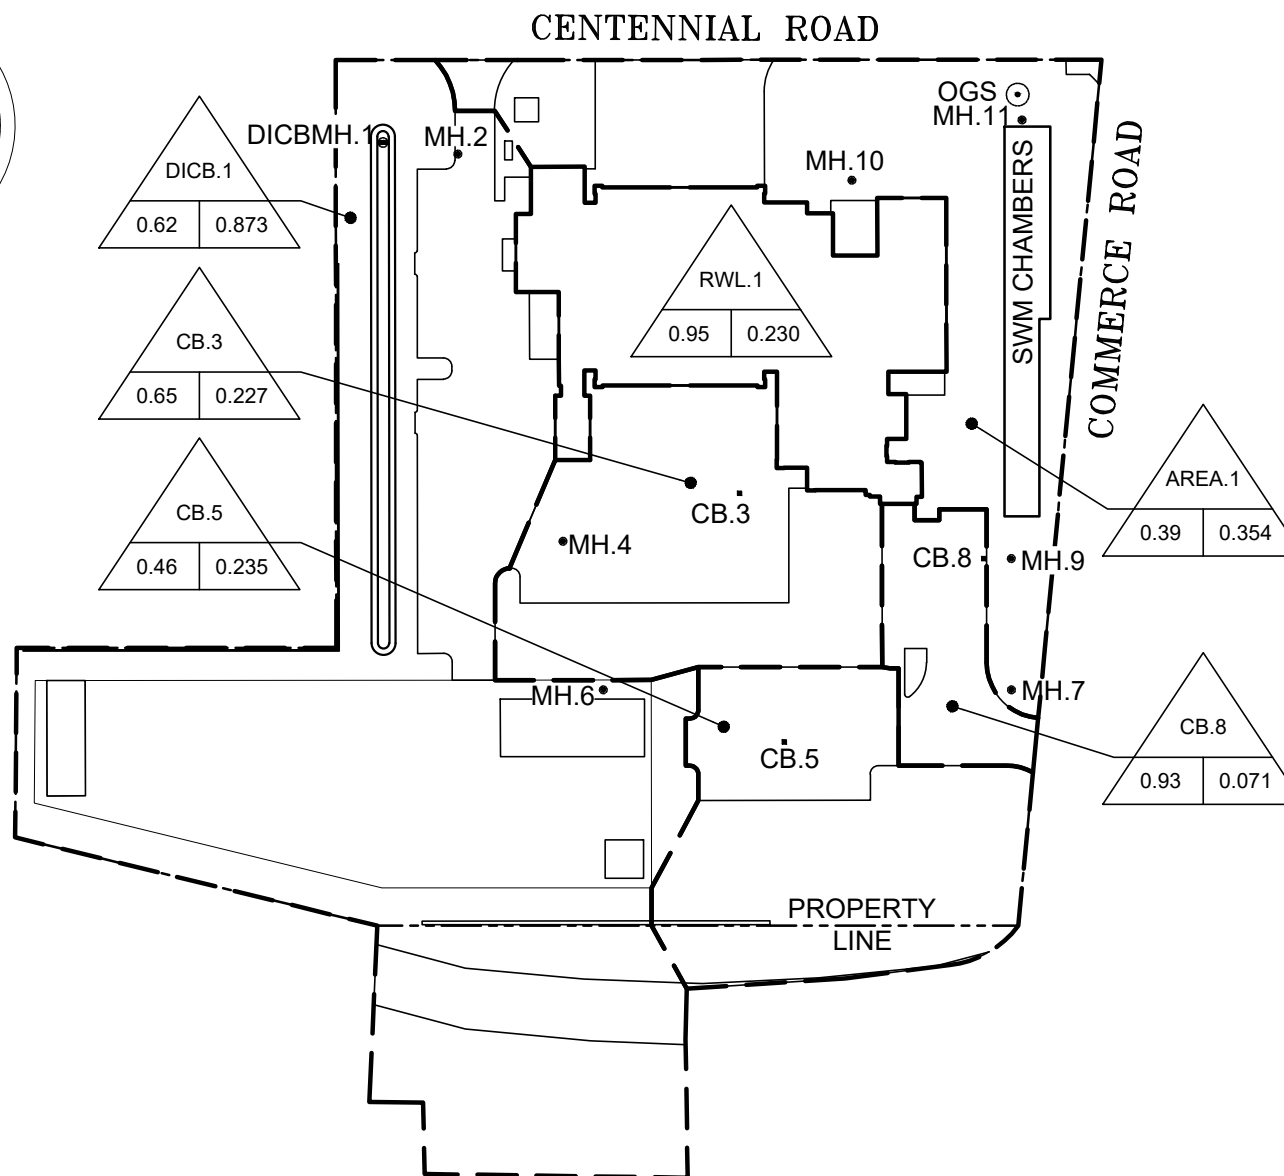 CENTENNIAL ROAD
OGS
MH.11
DICBMH.1
MH.2
MH.10
DICB.1
0.62 0.873
SWM CHAMBERS
COMMERCE ROAD
RWL.1
0.95 0.230
CB.3
0.65 0.227
CB.5
0.46 0.235
CB.3
MH.4
AREA.1
0.39 0.354
CB.8
MH.9
MH.6
MH.7
CB.5
CB.8
0.93 0.071
PROPERTY
LINE